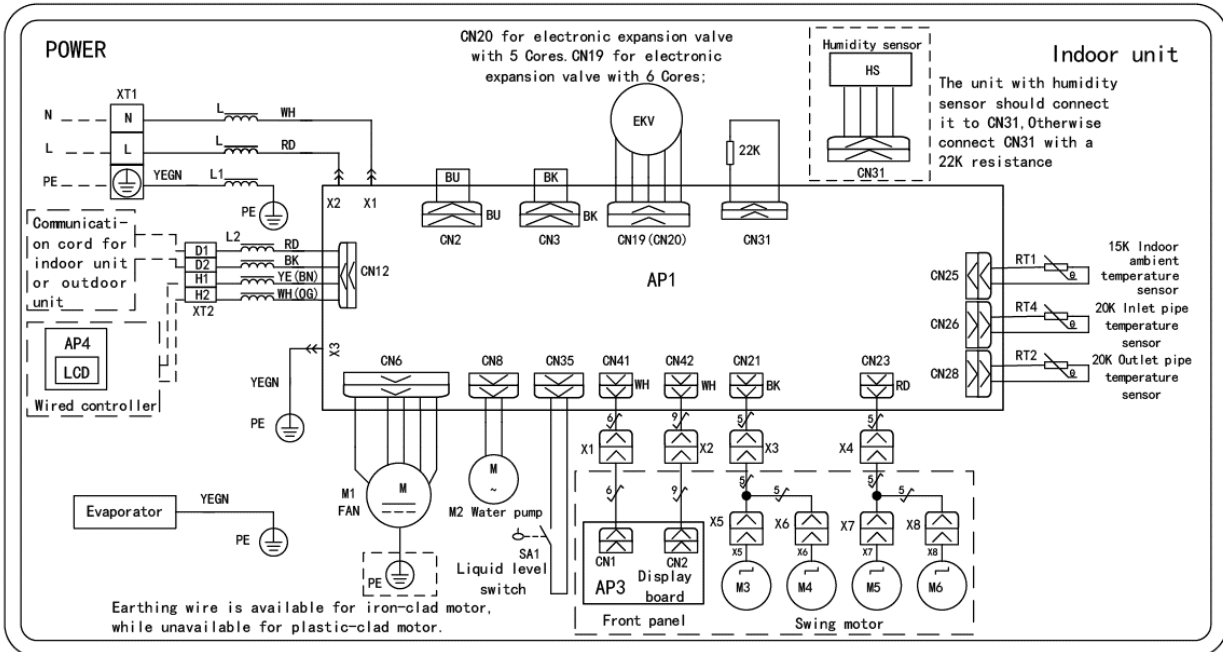 POWER
CN20 for electronic expansion valve
with 5 Cores. CN19 for electronic
expansion valve with 6 Cores;
Humidity sensor
HS
CN31
Indoor unit
The unit with humidity
sensor should connect
it to CN31, Otherwise
connect CN31 with a
22K resistance
XT1
N
N
L
WH
L
L
L
RD
PE
YEGN
L1
PE
X2
X1
BU
BU
CN2
BK
BK
CN3
EKV
CN19(CN20)
22K
CN31
Communicati-
on cord for
indoor unit
or outdoor
unit
L2
D1
RD
D2
BK
H1
YE(BN)
H2
WH(OG)
XT2
CN12
AP1
CN25
RT1
θ
15K Indoor
ambient
temperature
sensor
CN26
RT4
θ
20K Inlet pipe
temperature
sensor
CN28
RT2
θ
20K Outlet pipe
temperature
sensor
AP4
LCD
Wired controller
X3
YEGN
PE
CN6
CN8
CN35
CN41
WH
CN42
WH
CN21
BK
CN23
RD
6
9
5
5
X1
X2
X3
X4
6
9
5
5
5
5
M1
FAN
M
M
~
M2 Water pump
SA1
Liquid level
switch
CN1
CN2
AP3
Display
board
Front panel
X5
X6
X7
X8
X5
X6
X7
X8
M3
M4
M5
M6
Swing motor
Evaporator
YEGN
PE
PE
Earthing wire is available for iron-clad motor,
while unavailable for plastic-clad motor.